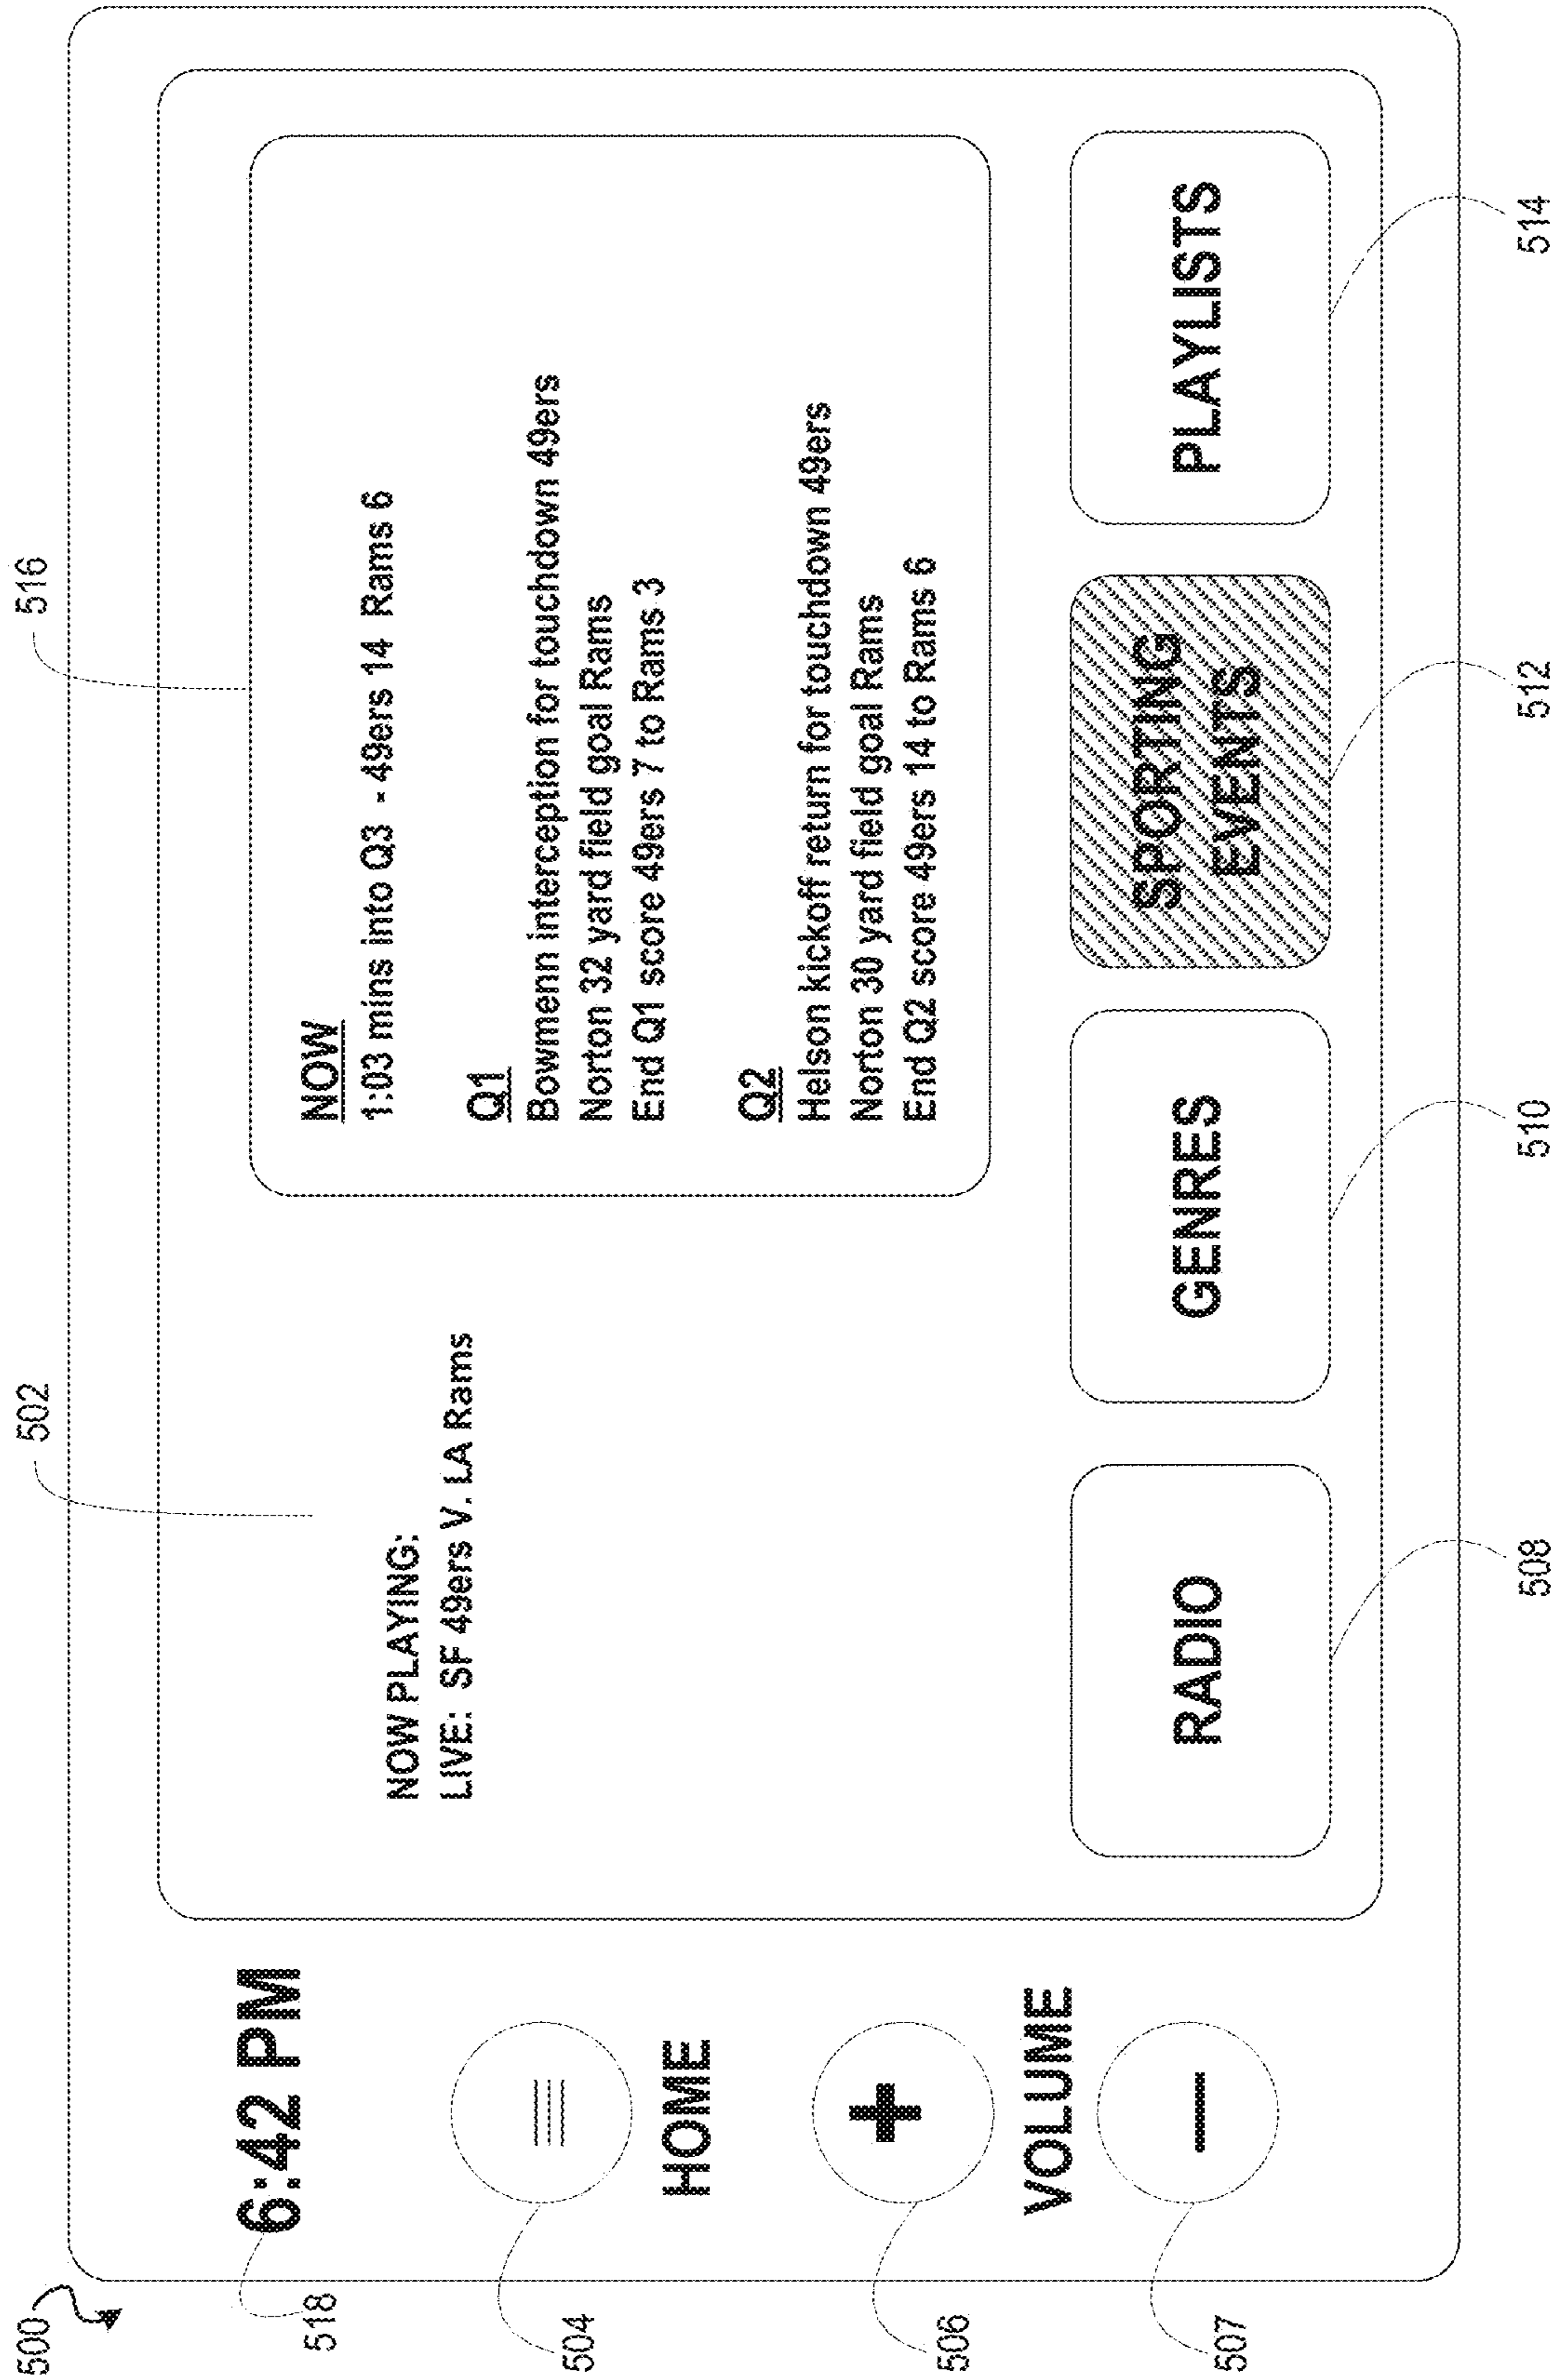 500
518
6:42 PM
504
HOME
506
VOLUME
507
502
NOW PLAYING:
LIVE: SF 49ers V. LA Rams
516
NOW
1:03 mins into Q3 - 49ers 14 Rams 6
Q1
Bowmenn interception for touchdown 49ers
Norton 32 yard field goal Rams
End Q1 score 49ers 7 to Rams 3
Q2
Helson kickoff return for touchdown 49ers
Norton 30 yard field goal Rams
End Q2 score 49ers 14 to Rams 6
RADIO
GENRES
SPORTING
EVENTS
PLAYLISTS
508
510
512
514